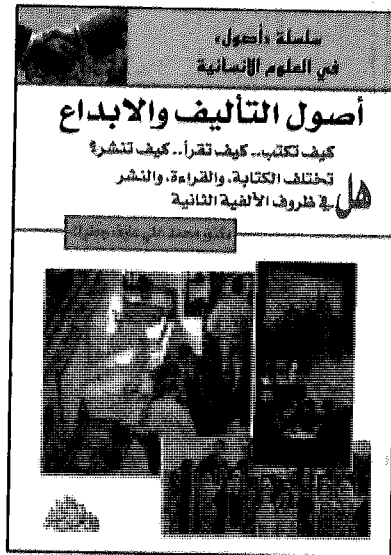 سلسلة «أصول»
في العلوم الانسانية
أصول التأليف والابداع
كيف تكتب.. كيف تقرأ.. كيف تنشر؟
هل تختلف الكتابة، والقراءة، والنشر
في ظروف الألفية الثانية